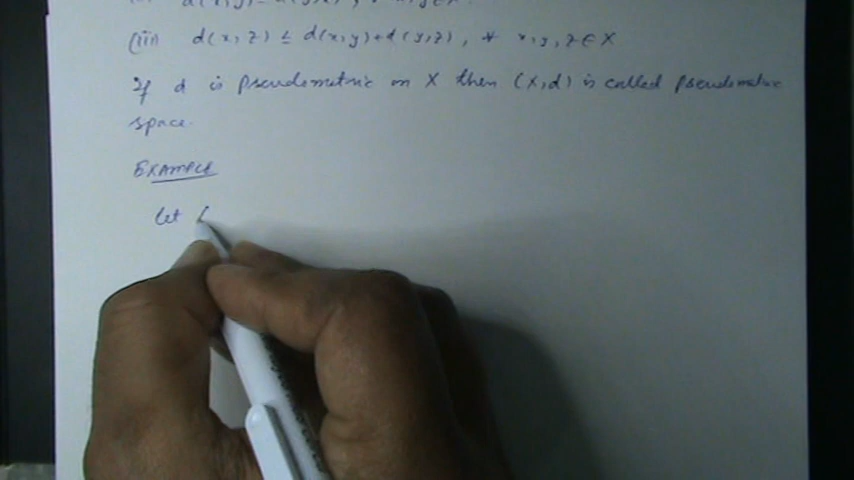 (iii) d(x, z) ≤ d(x, y) + d(y, z), ∀ x, y, z ∈ X
If d is pseudometric on X then (X, d) is called pseudometric
space.
EXAMPLE
Let